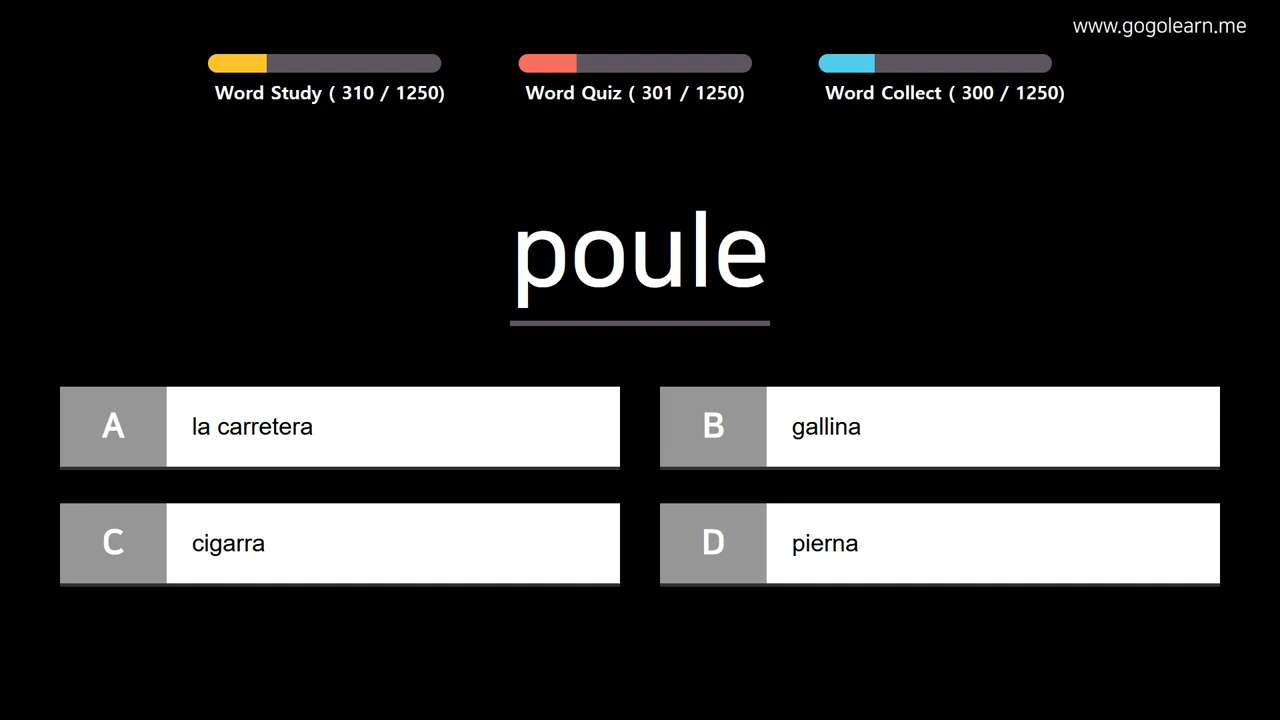 www.gogolearn.me
Word Study ( 310 / 1250)
Word Quiz ( 301 / 1250)
Word Collect ( 300 / 1250)
poule
A
la carretera
B
gallina
C
cigarra
D
pierna